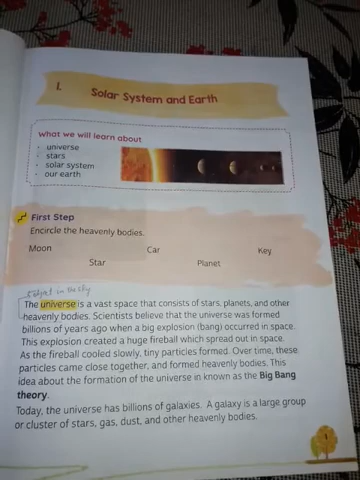 I. Solar System and Earth
What we will learn about
· universe
· stars
· solar system
· our earth
First Step
Encircle the heavenly bodies.
Moon Car Key
Star Planet
object in the sky
The universe is a vast space that consists of stars, planets, and other
heavenly bodies. Scientists believe that the universe was formed
billions of years ago when a big explosion (bang) occurred in space.
This explosion created a huge fireball which spread out in space.
As the fireball cooled slowly, tiny particles formed. Over time, these
particles came close together, and formed heavenly bodies. This
idea about the formation of the universe in known as the Big Bang
theory.
Today, the universe has billions of galaxies. A galaxy is a large group
or cluster of stars, gas, dust, and other heavenly bodies.
1